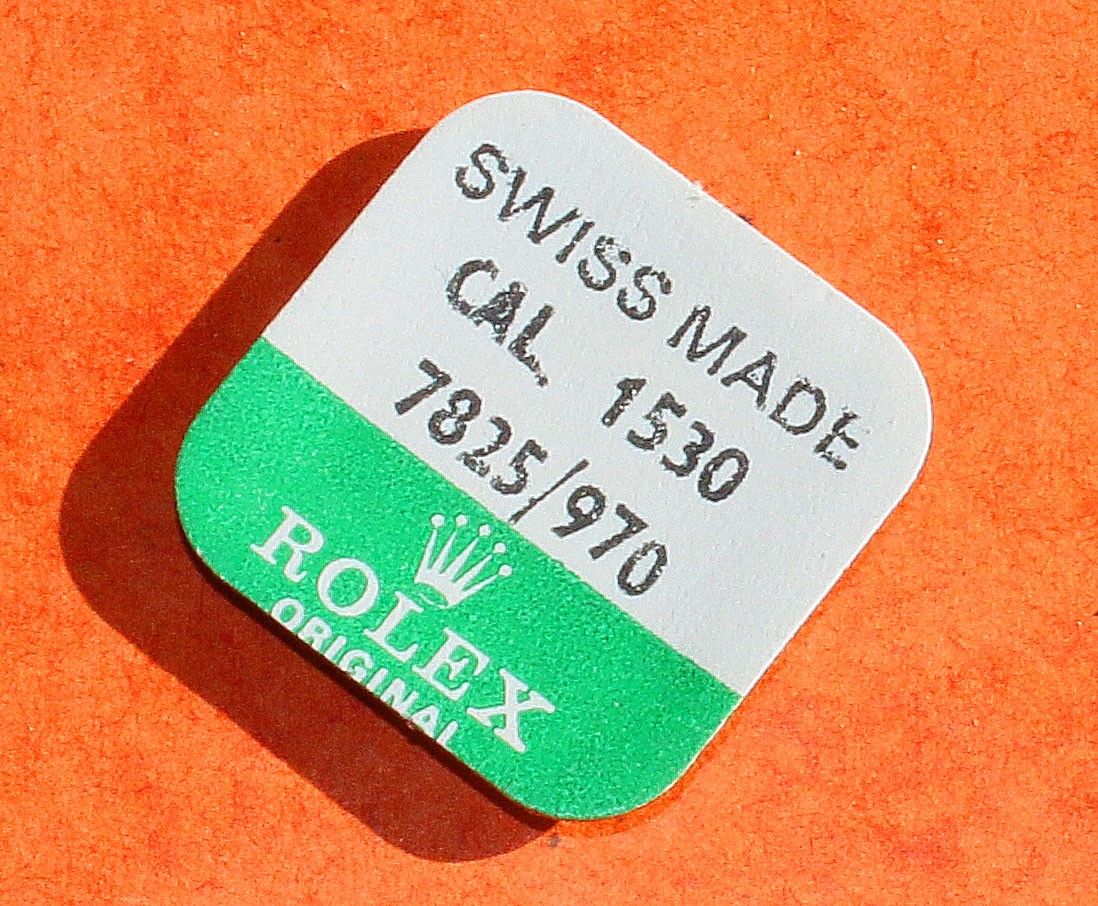 SWISS MADE
CAL. 1530
7825/970
ROLEX
ORIGINAL